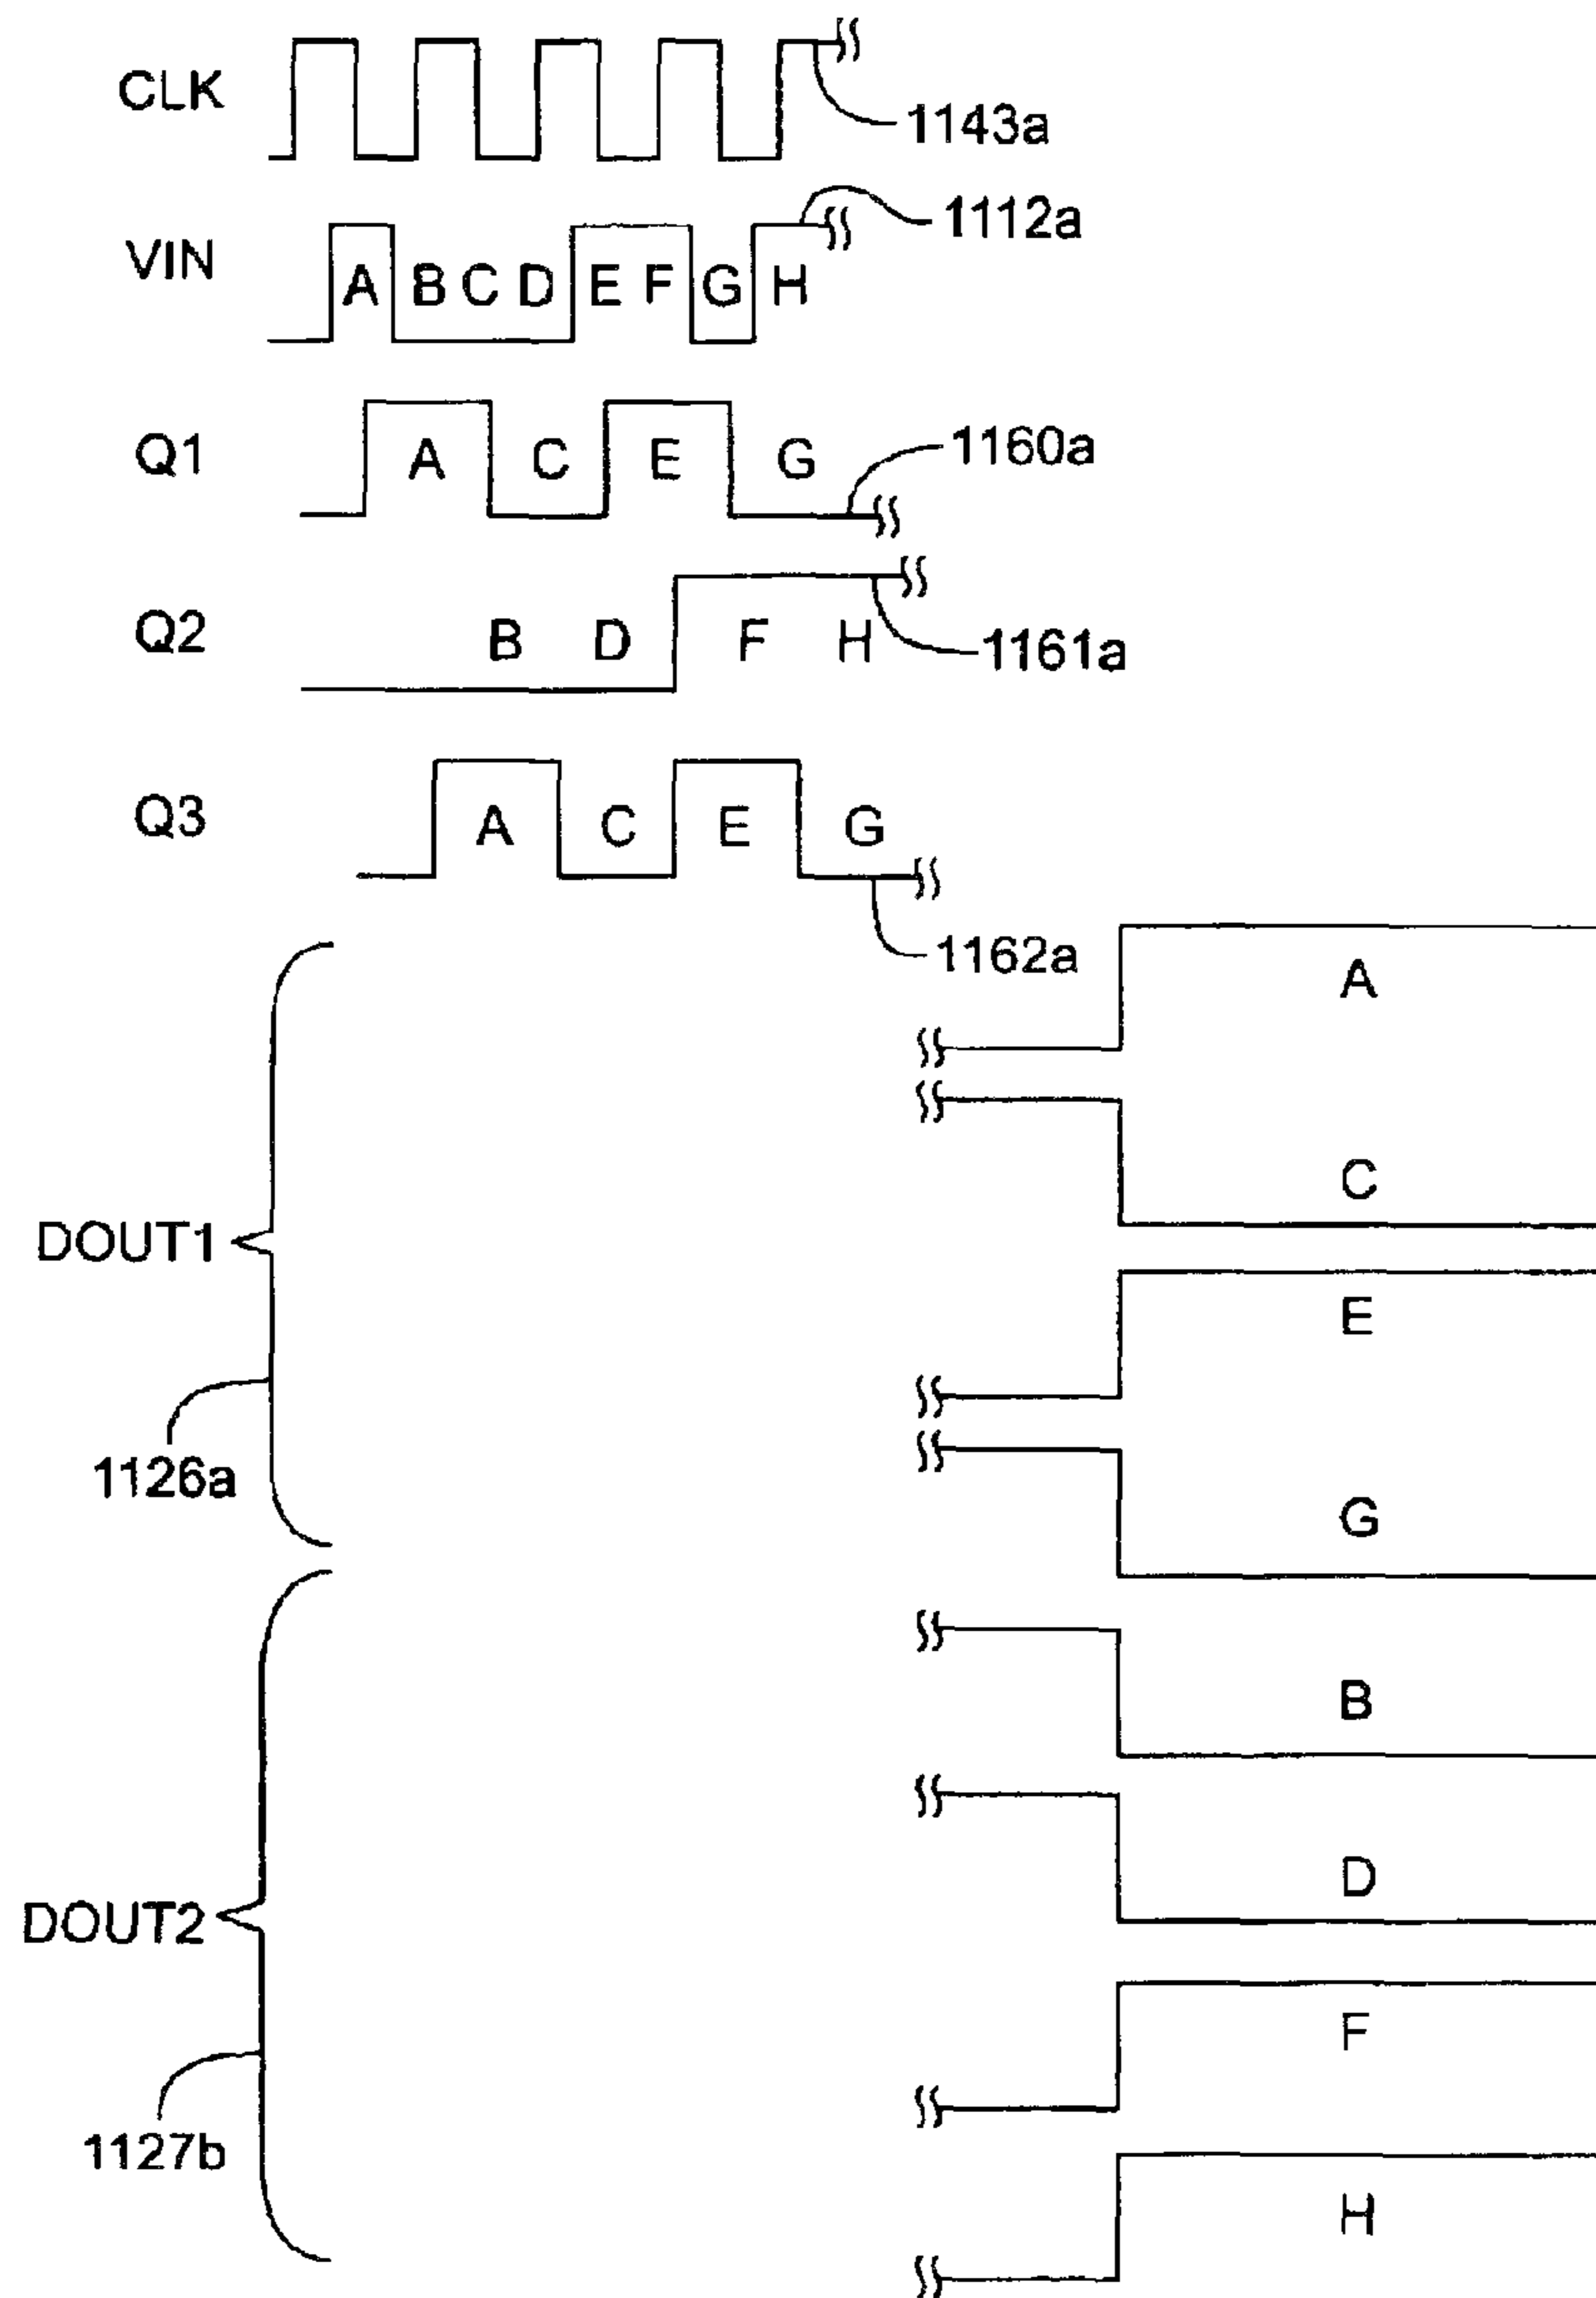 CLK
1143a
VIN
A B C D E F G H
1112a
Q1
A C E G
1160a
Q2
B D F H
1161a
Q3
A C E G
1162a
DOUT1
1126a
A
C
E
G
DOUT2
1127b
B
D
F
H